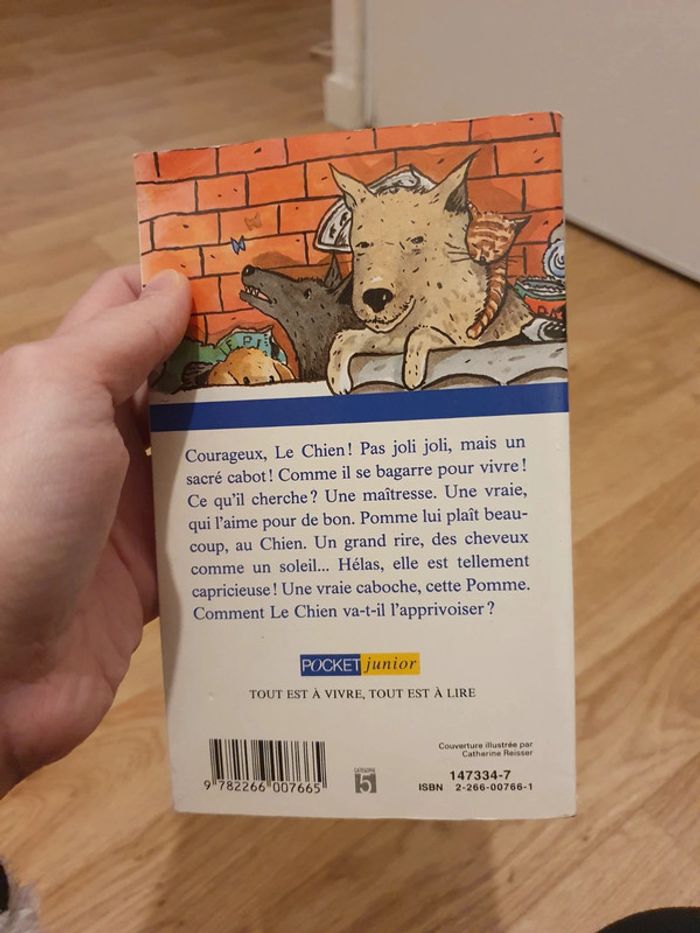 Courageux, Le Chien! Pas joli joli, mais un
sacré cabot! Comme il se bagarre pour vivre!
Ce qu'il cherche? Une maîtresse. Une vraie,
qui l'aime pour de bon. Pomme lui plaît beau-
coup, au Chien. Un grand rire, des cheveux
comme un soleil... Hélas, elle est tellement
capricieuse! Une vraie caboche, cette Pomme.
Comment Le Chien va-t-il l'apprivoiser?
POCKET junior
TOUT EST À VIVRE, TOUT EST À LIRE
Couverture illustrée par
Catherine Reisser
CATÉGORIE
5
147334-7
ISBN 2-266-00766-1
9 782266 007665